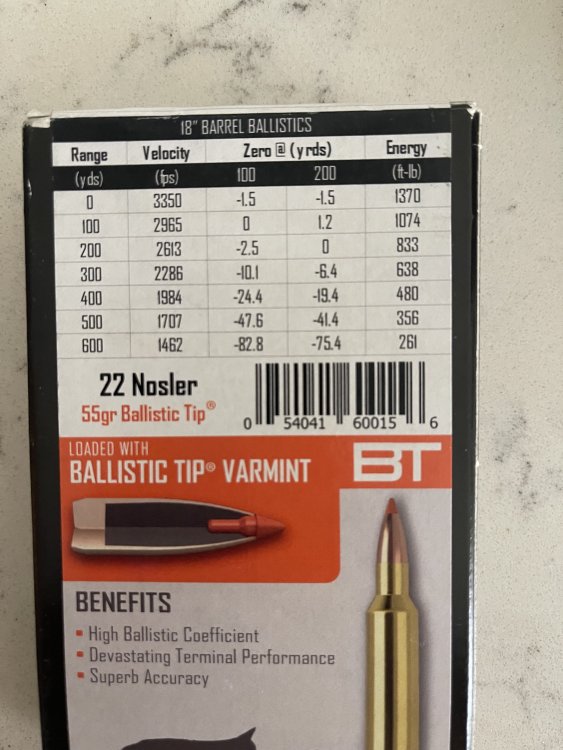 18" BARREL BALLISTICS
Range Velocity Zero @ (yrds) Energy
(yds) (fps) 100 200 (ft-lb)
0 3350 -1.5 -1.5 1370
100 2965 0 1.2 1074
200 2613 -2.5 0 833
300 2286 -10.1 -6.4 638
400 1984 -24.4 -19.4 480
500 1707 -47.6 -41.4 356
600 1462 -82.8 -75.4 261
22 Nosler
55gr Ballistic Tip®
0 54041 60015 6
LOADED WITH
BALLISTIC TIP® VARMINT
BT
BENEFITS
▪ High Ballistic Coefficient
▪ Devastating Terminal Performance
▪ Superb Accuracy